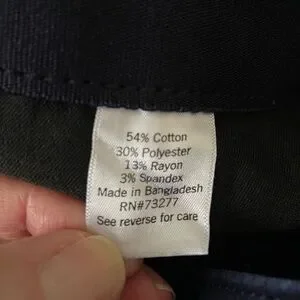 54% Cotton
30% Polyester
13% Rayon
3% Spandex
Made in Bangladesh
RN#73277
See reverse for care